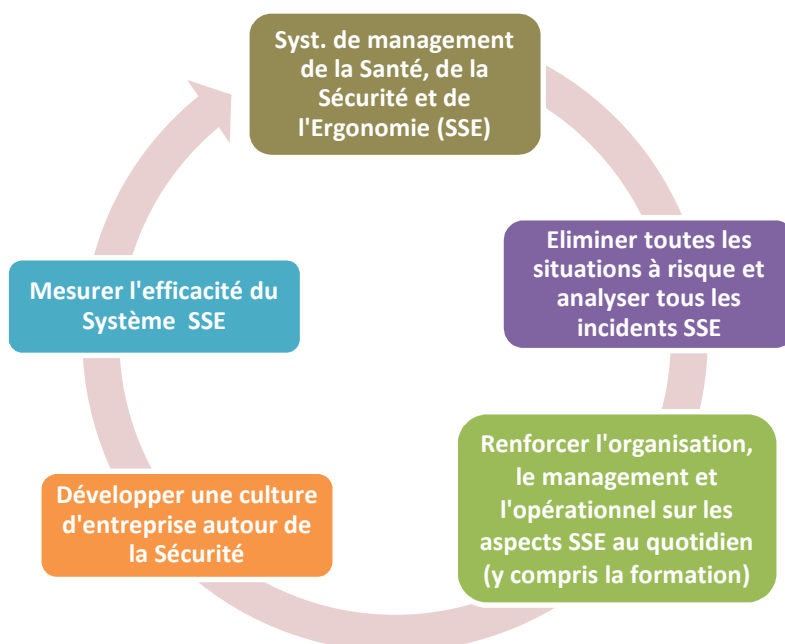 Syst. de management
de la Santé, de la
Sécurité et de
l'Ergonomie (SSE)
Eliminer toutes les
situations à risque et
analyser tous les
incidents SSE
Renforcer l'organisation,
le management et
l'opérationnel sur les
aspects SSE au quotidien
(y compris la formation)
Développer une culture
d'entreprise autour de
la Sécurité
Mesurer l'efficacité du
Système  SSE